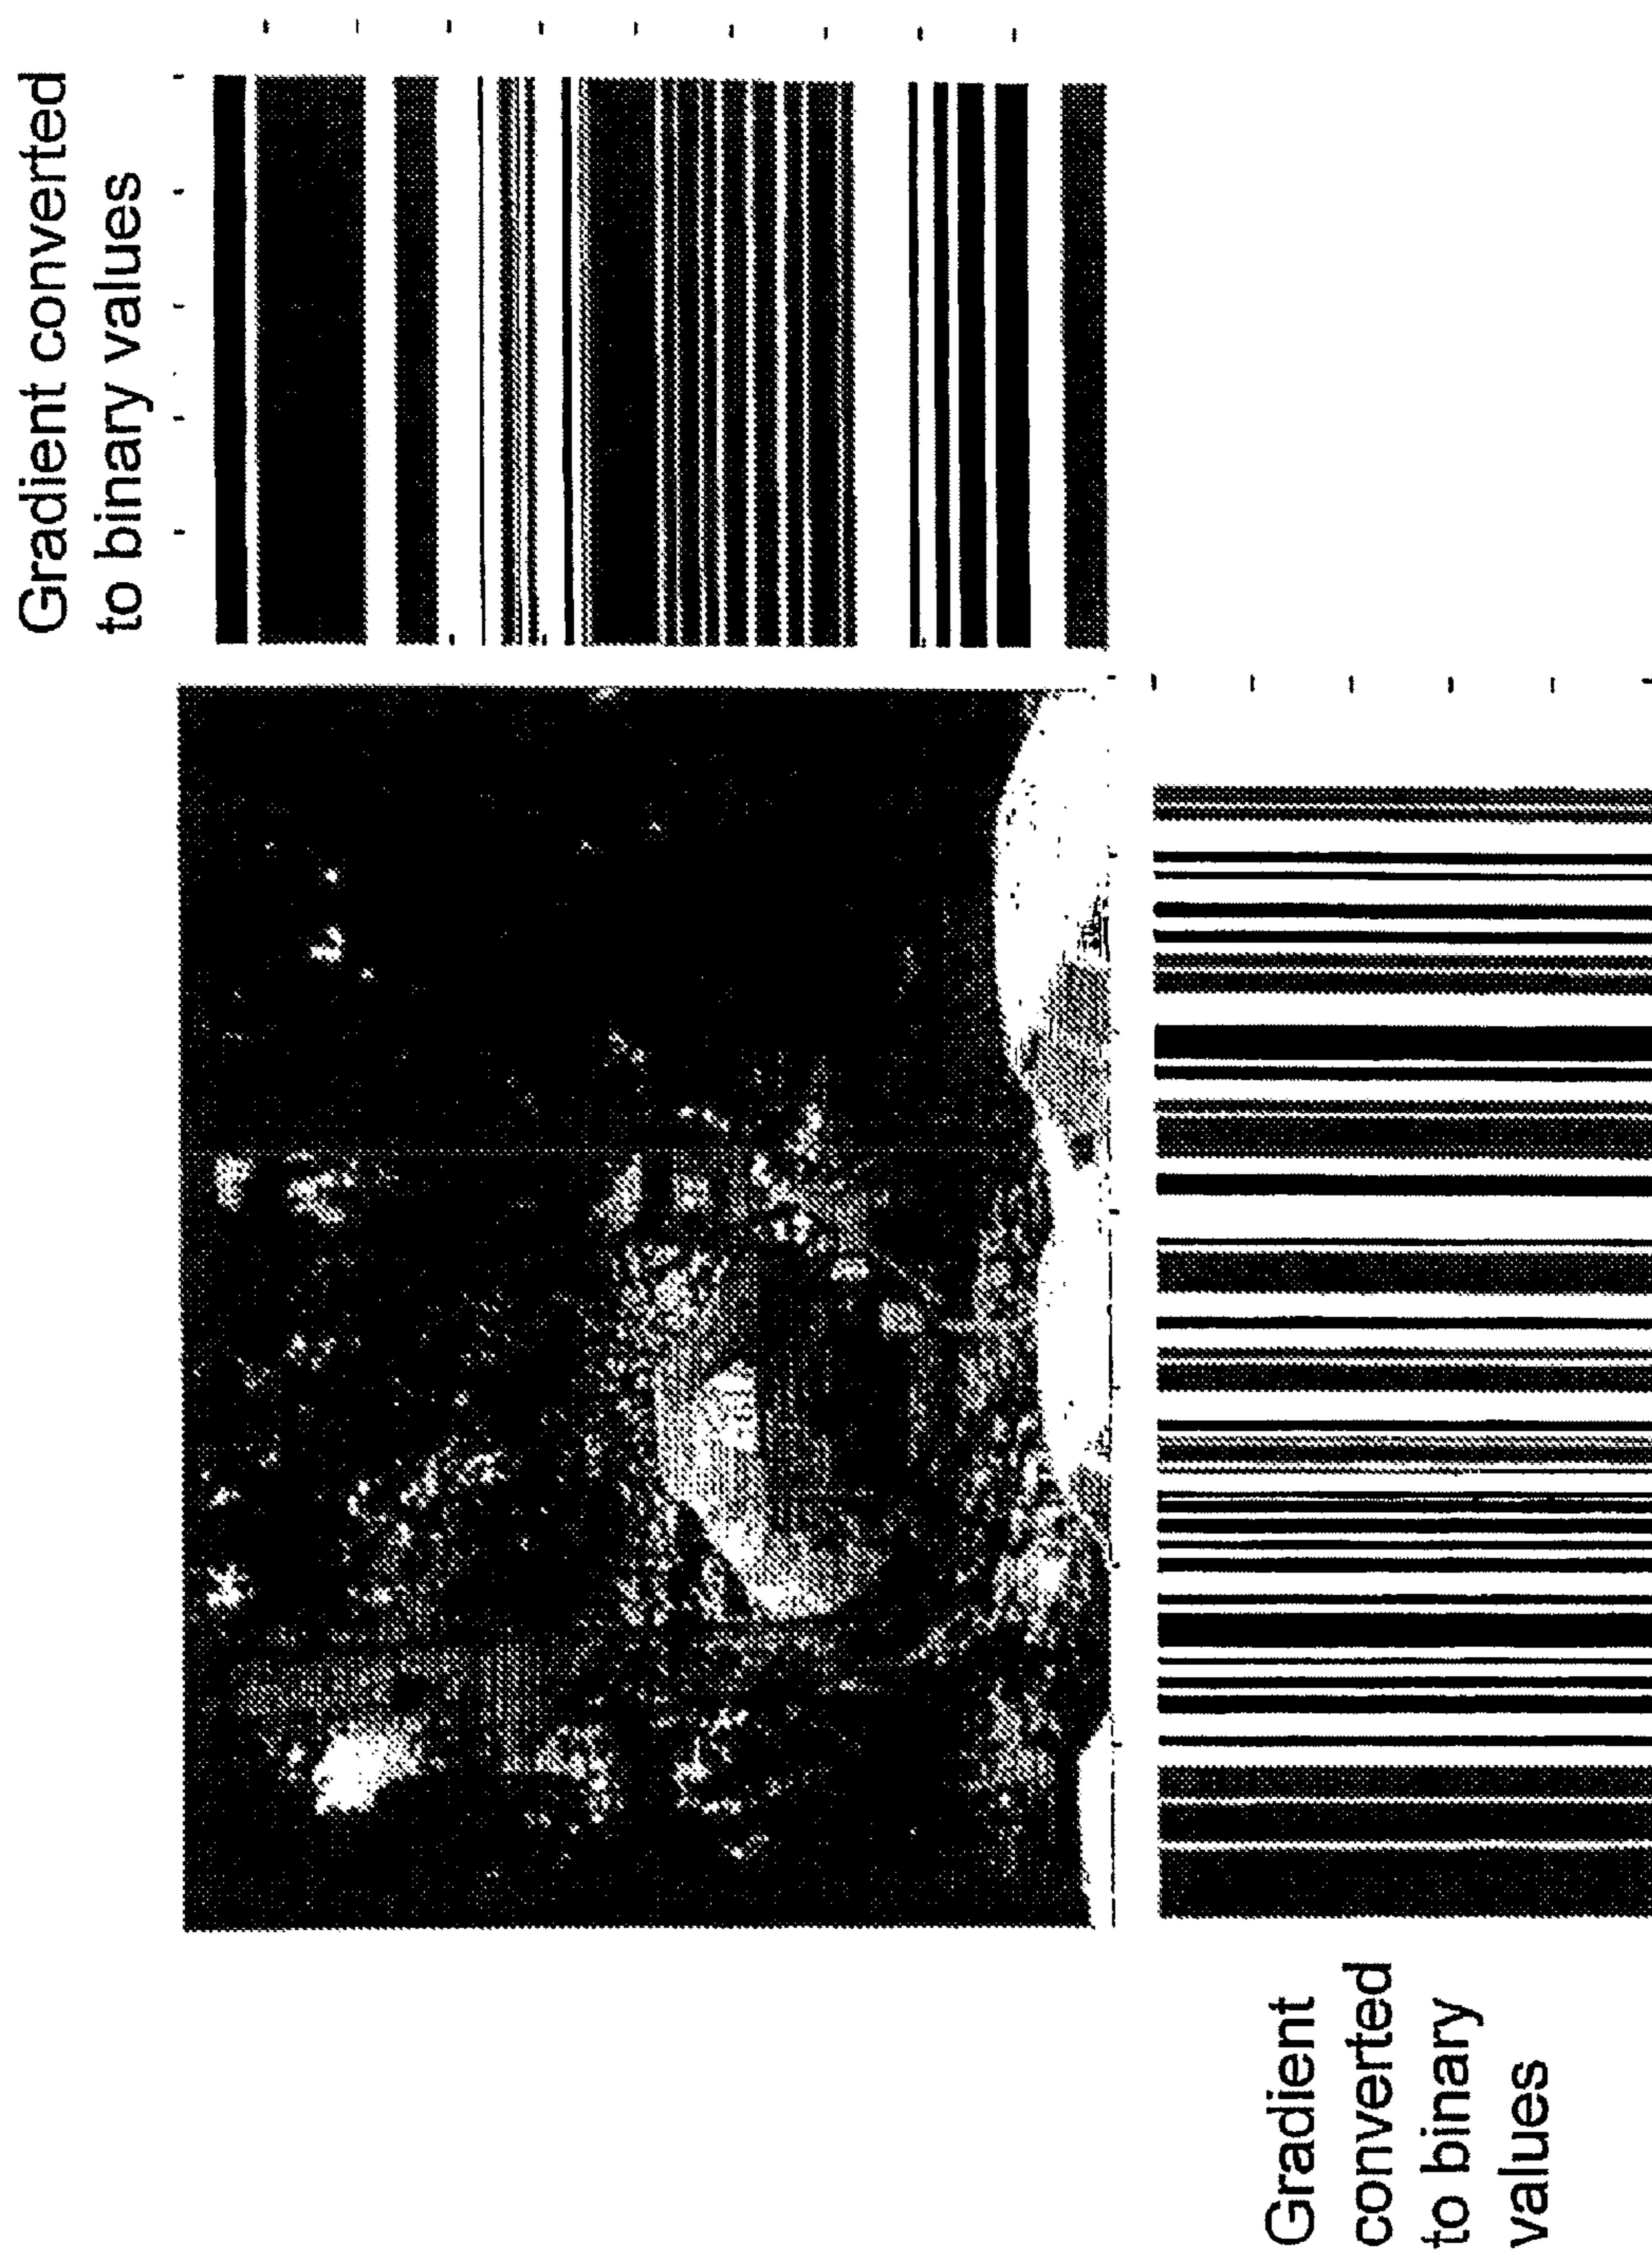 Gradient converted
to binary values
Gradient
converted
to binary
values